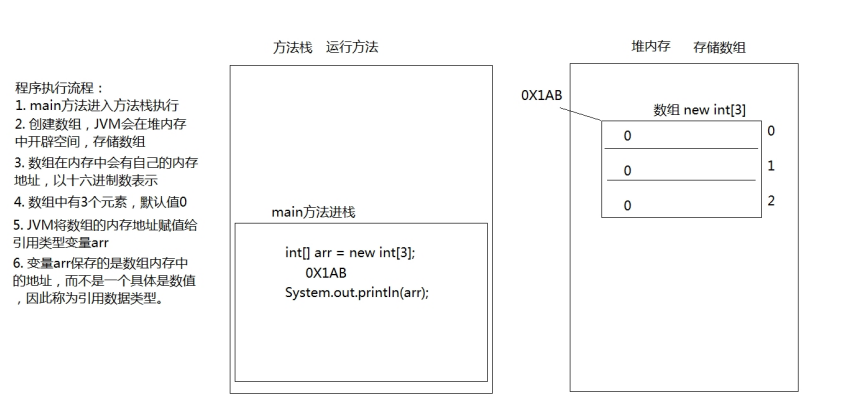 方法栈 运行方法
堆内存 存储数组
程序执行流程：
1. main方法进入方法栈执行
2. 创建数组，JVM会在堆内存
中开辟空间，存储数组
3. 数组在内存中会有自己的内存
地址，以十六进制数表示
4. 数组中有3个元素，默认值0
5. JVM将数组的内存地址赋值给
引用类型变量arr
6. 变量arr保存的是数组内存中
的地址，而不是一个具体是数值
，因此称为引用数据类型。
main方法进栈
int[] arr = new int[3];
0X1AB
System.out.println(arr);
0X1AB
数组 new int[3]
0 0
0 1
0 2